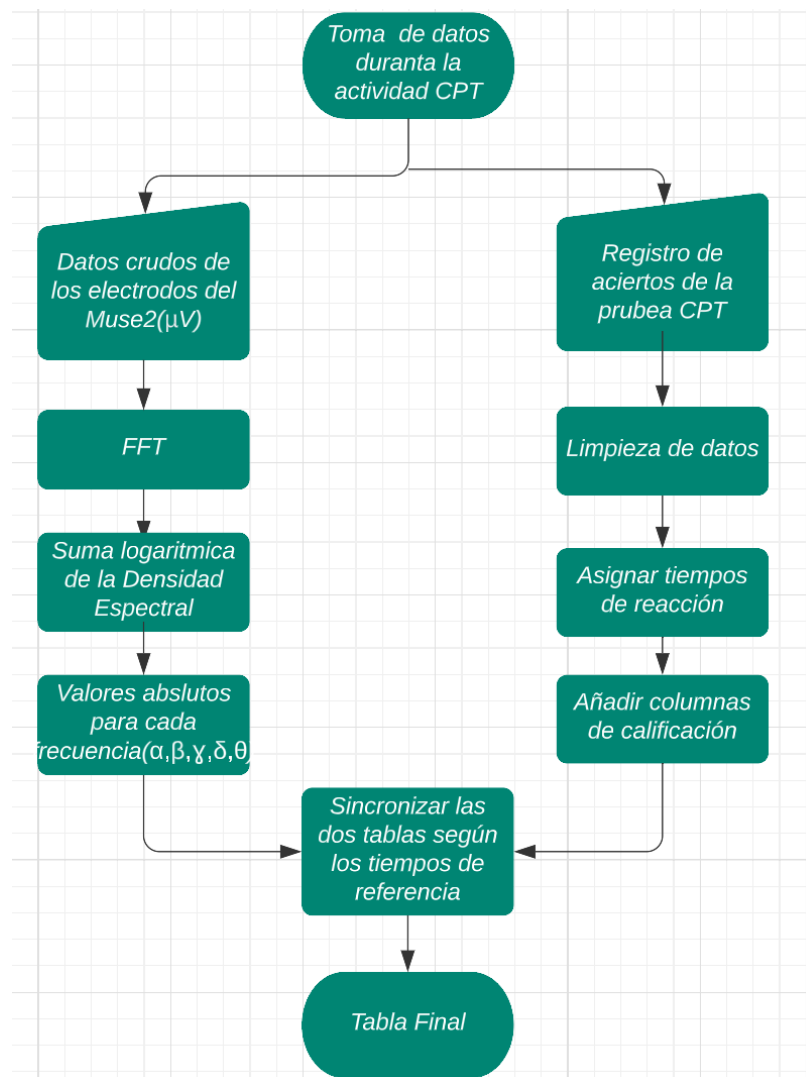 Toma de datos
duranta la
actividad CPT
Datos crudos de
los electrodos del
Muse2(µV)
FFT
Suma logaritmica
de la Densidad
Espectral
Valores abslutos
para cada
frecuencia(α,β,ɣ,δ,θ)
Registro de
aciertos de la
prubea CPT
Limpieza de datos
Asignar tiempos
de reacción
Añadir columnas
de calificación
Sincronizar las
dos tablas según
los tiempos de
referencia
Tabla Final